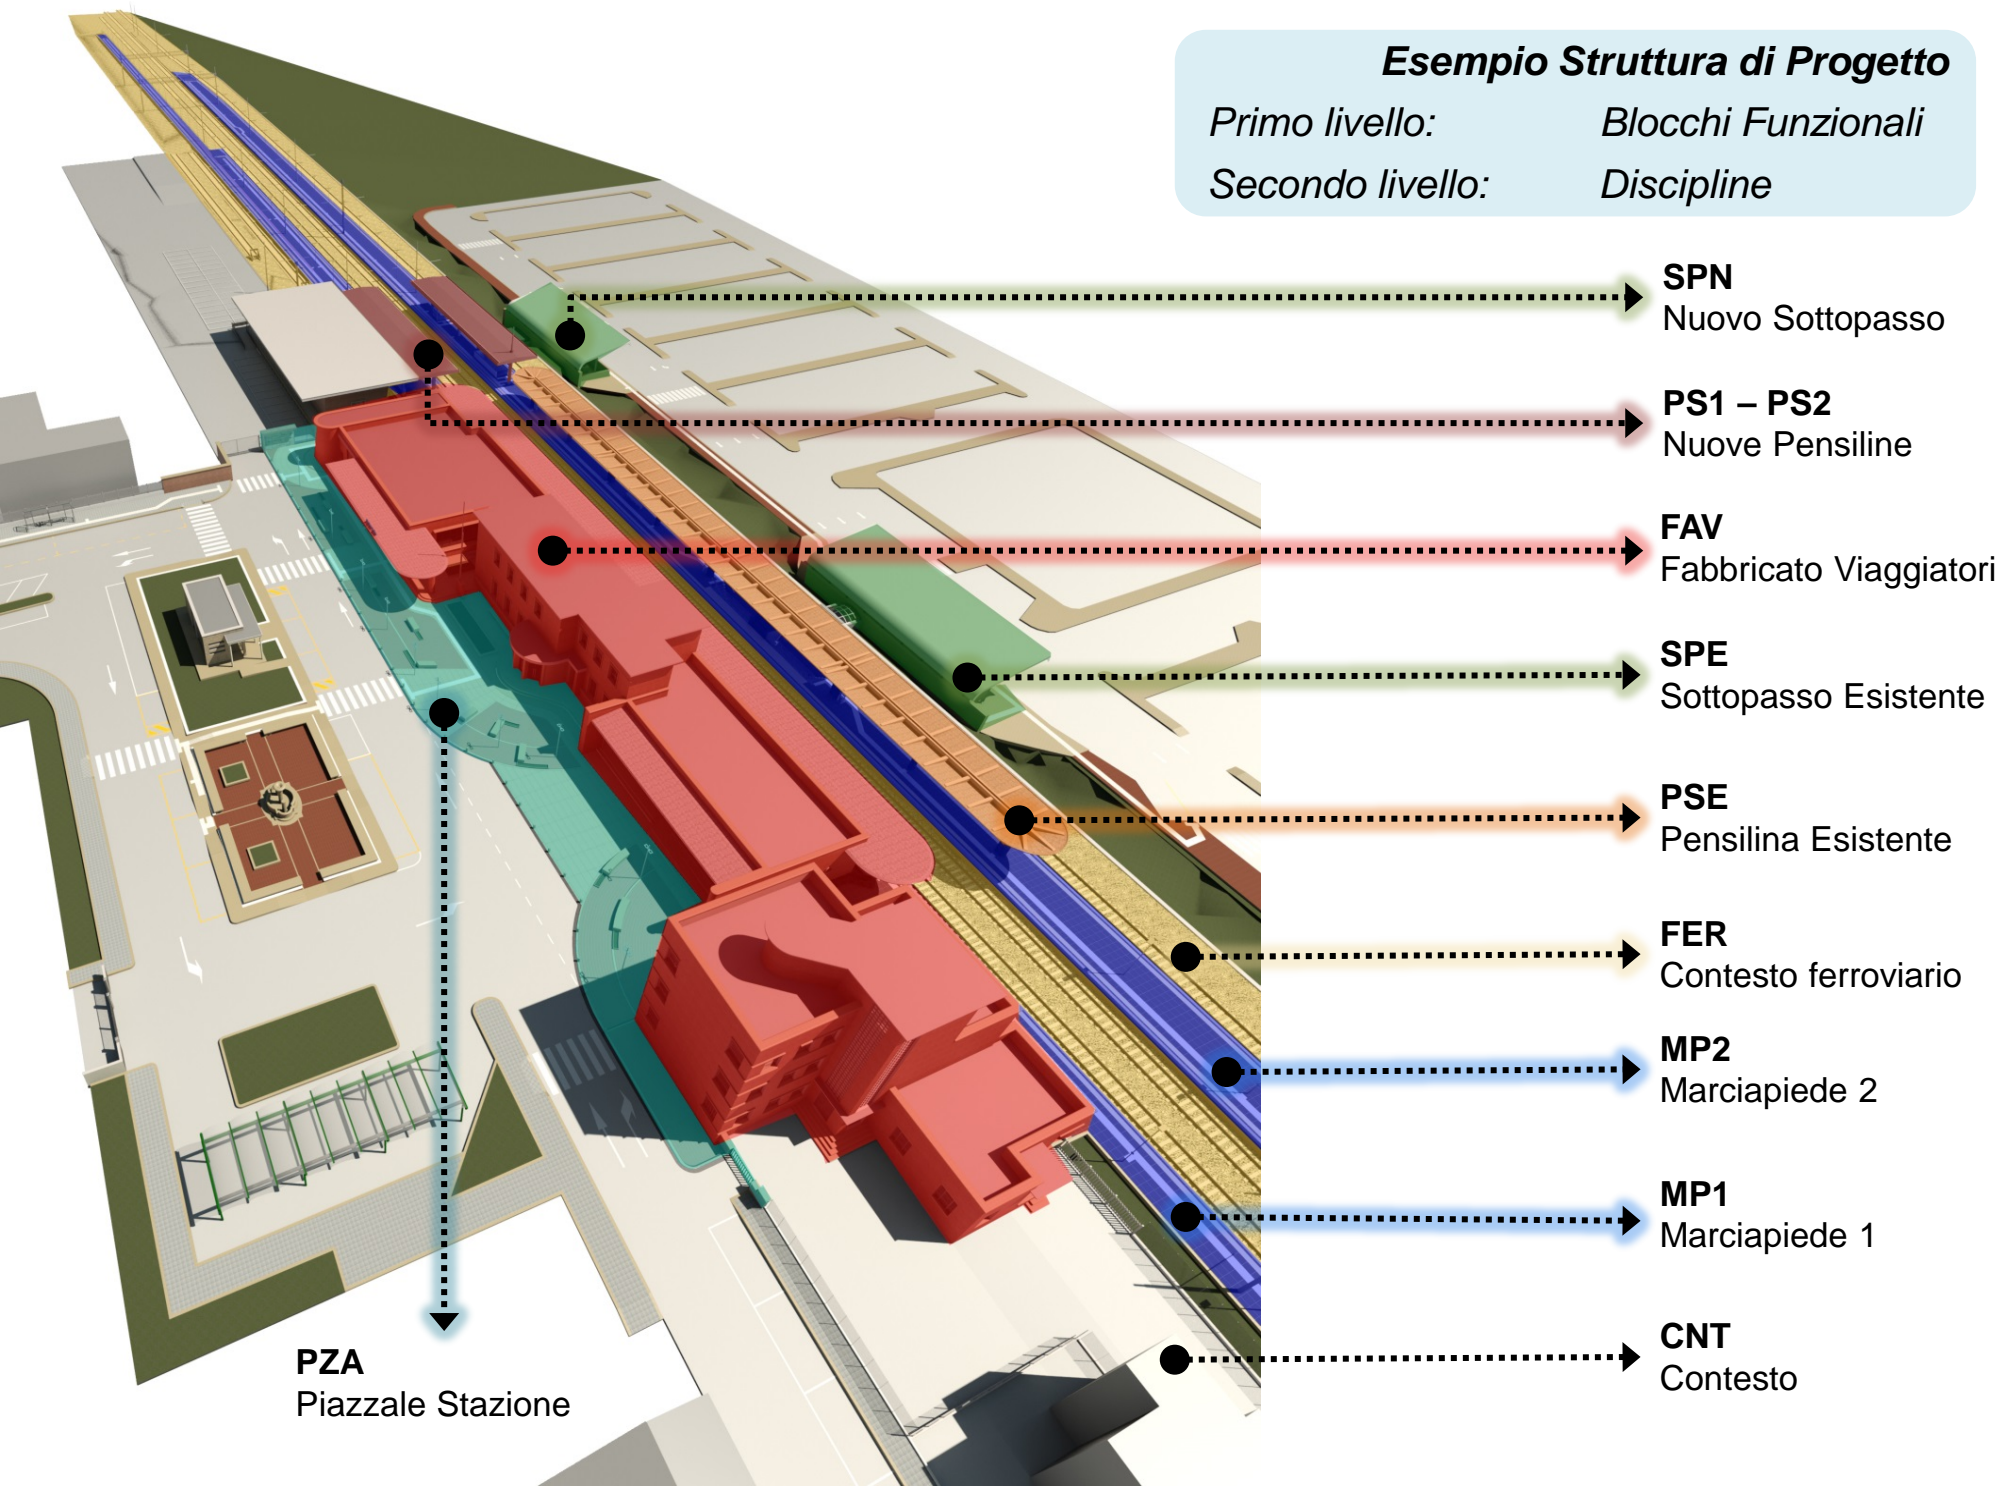 Esempio Struttura di Progetto
Primo livello: Blocchi Funzionali
Secondo livello: Discipline
SPN
Nuovo Sottopasso
PS1 – PS2
Nuove Pensiline
FAV
Fabbricato Viaggiatori
SPE
Sottopasso Esistente
PSE
Pensilina Esistente
FER
Contesto ferroviario
MP2
Marciapiede 2
MP1
Marciapiede 1
CNT
Contesto
PZA
Piazzale Stazione